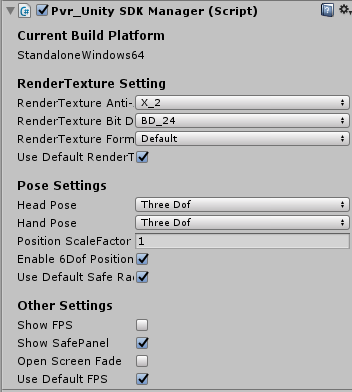 Pvr_Unity SDK Manager (Script)
Current Build Platform
StandaloneWindows64
RenderTexture Setting
RenderTexture Anti- X_2
RenderTexture Bit D BD_24
RenderTexture Form Default
Use Default RenderT
Pose Settings
Head Pose Three Dof
Hand Pose Three Dof
Position ScaleFactor 1
Enable 6Dof Position
Use Default Safe Ra
Other Settings
Show FPS
Show SafePanel
Open Screen Fade
Use Default FPS